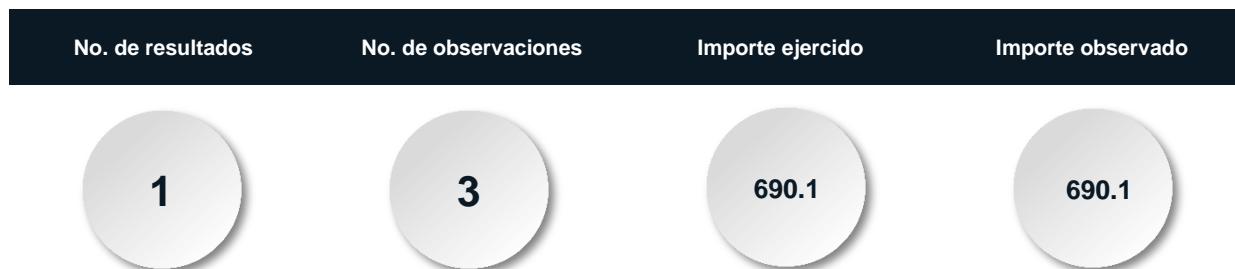 No. de resultados No. de observaciones Importe ejercido Importe observado
1 3 690.1 690.1